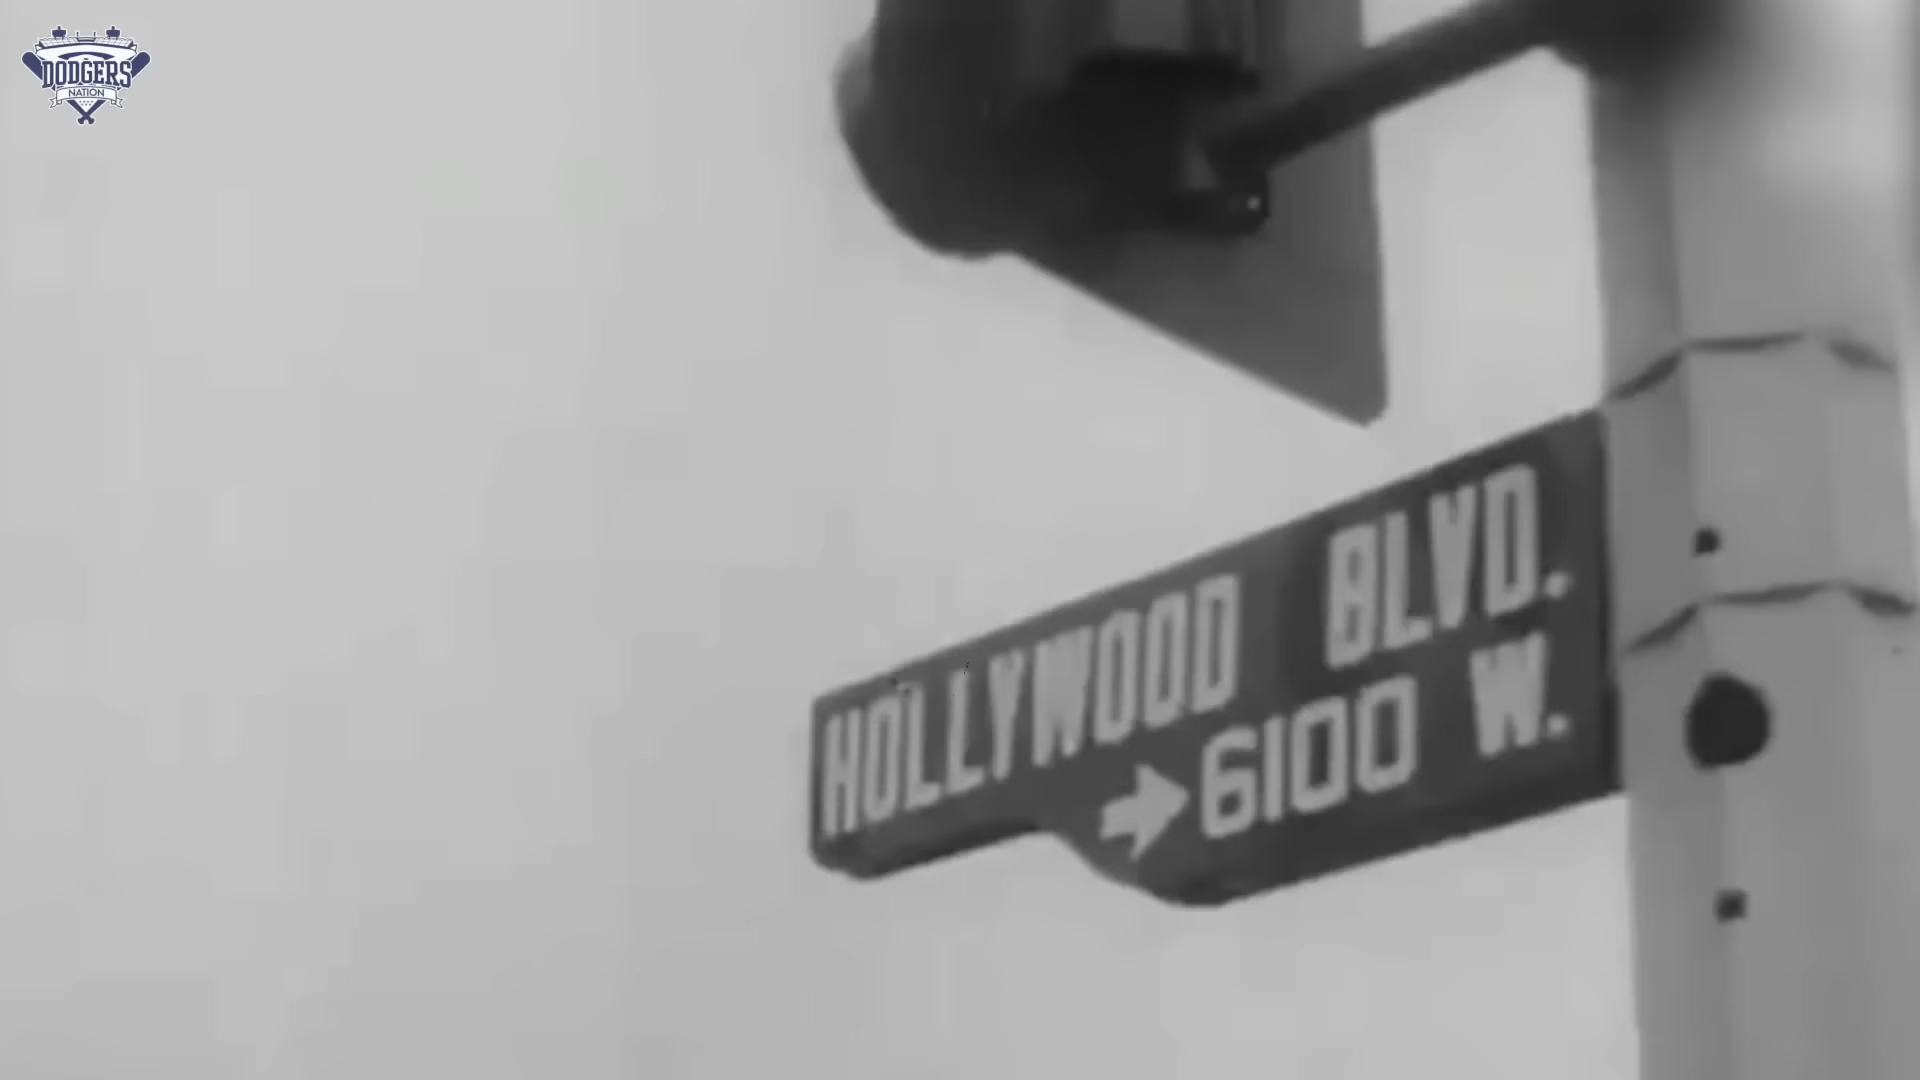 DODGERS
NATION
HOLLYWOOD BLVD.
→ 6100 W.